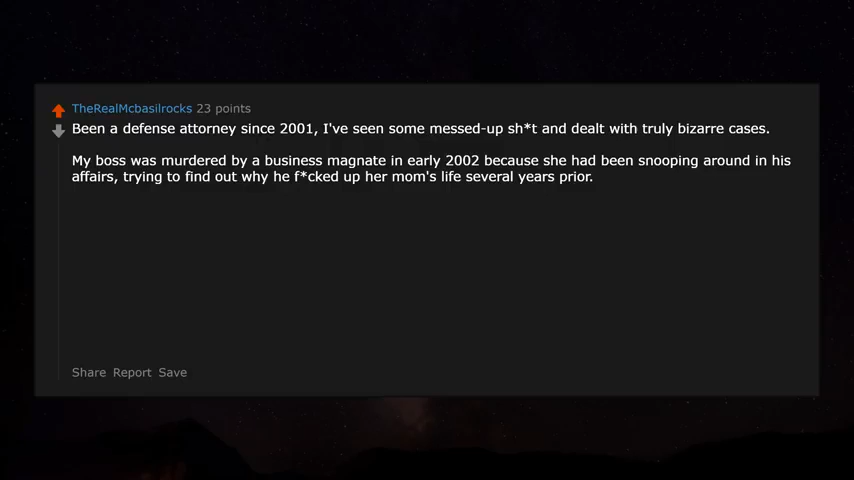 TheRealMcbasilrocks 23 points
Been a defense attorney since 2001, I've seen some messed-up sh*t and dealt with truly bizarre cases.
My boss was murdered by a business magnate in early 2002 because she had been snooping around in his
affairs, trying to find out why he f*cked up her mom's life several years prior.
Share Report Save